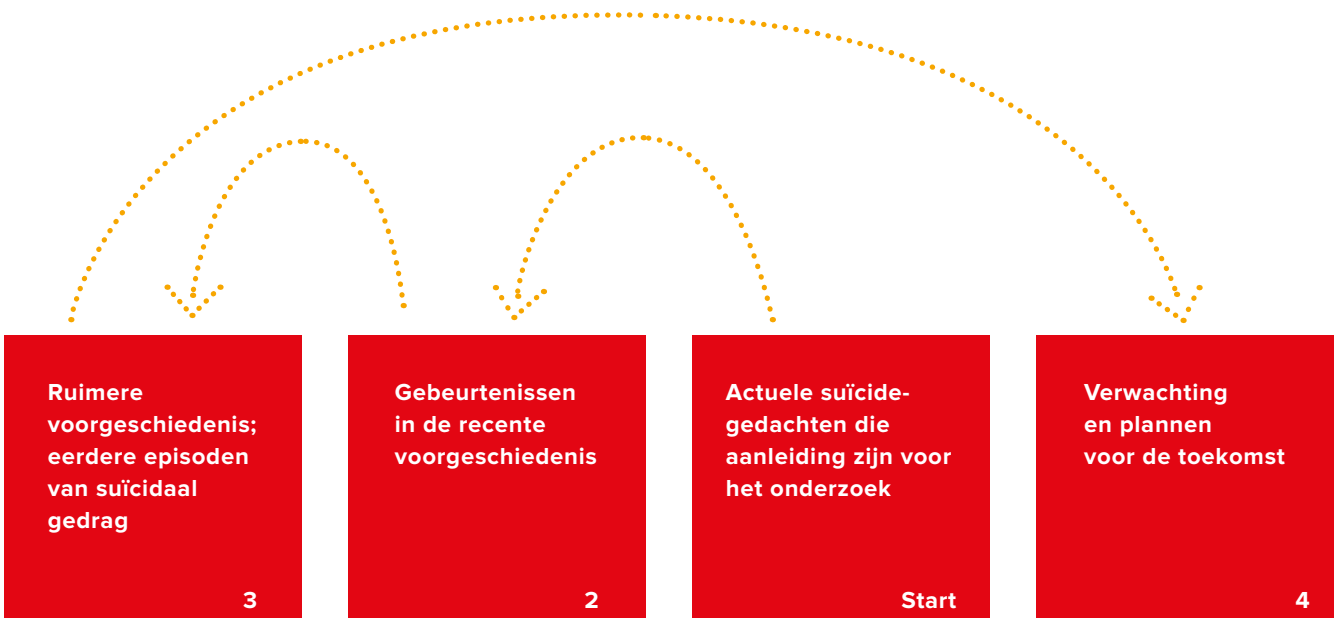 Ruimere
voorgeschiedenis;
eerdere episoden
van suïcidaal
gedrag
3
Gebeurtenissen
in de recente
voorgeschiedenis
2
Actuele suïcide-
gedachten die
aanleiding zijn voor
het onderzoek
Start
Verwachting
en plannen
voor de toekomst
4